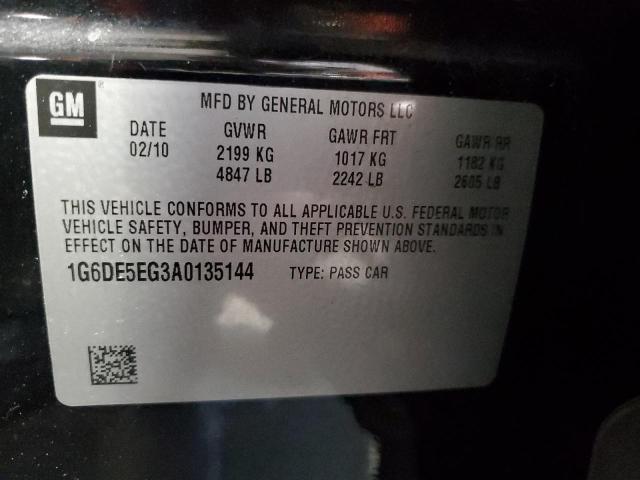 GM
MFD BY GENERAL MOTORS LLC
DATE GVWR GAWR FRT GAWR RR
02/10 2199 KG 1017 KG 1182 KG
4847 LB 2242 LB 2605 LB
THIS VEHICLE CONFORMS TO ALL APPLICABLE U.S. FEDERAL MOTOR
VEHICLE SAFETY, BUMPER, AND THEFT PREVENTION STANDARDS IN
EFFECT ON THE DATE OF MANUFACTURE SHOWN ABOVE.
1G6DE5EG3A0135144 TYPE: PASS CAR